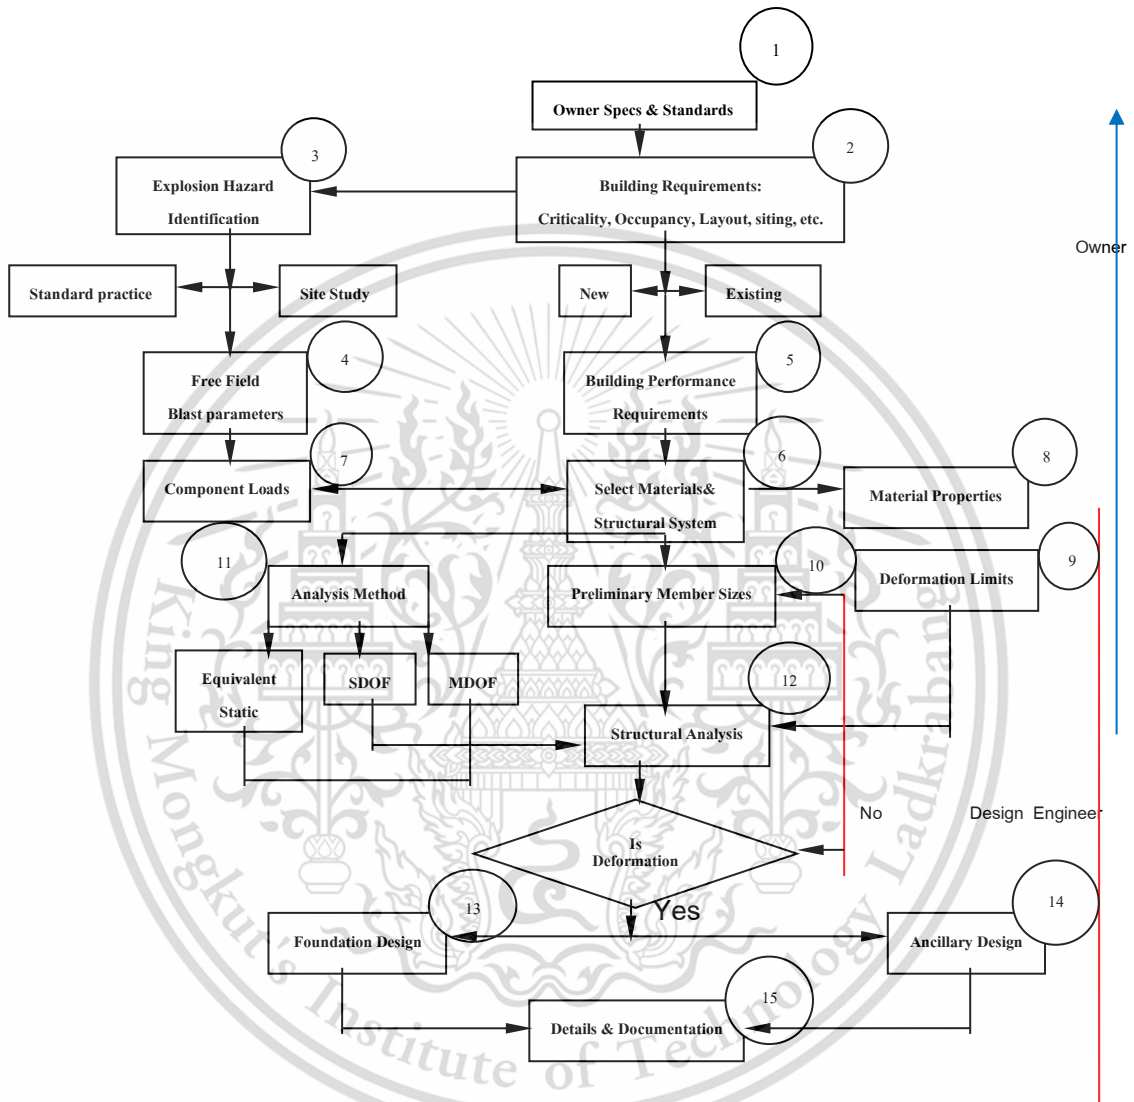 1
Owner Specs & Standards
2
3
Explosion Hazard
Identification
Building Requirements:
Criticality, Occupancy, Layout, siting, etc.
Owner
Standard practice
Site Study
New
Existing
4
5
Free Field
Blast parameters
Building Performance
Requirements
7
6
8
Component Loads
Select Materials&
Structural System
Material Properties
11
10
9
Analysis Method
Preliminary Member Sizes
Deformation Limits
Equivalent
Static
SDOF
MDOF
12
Structural Analysis
No
Design Engineer
Is
Deformation
Yes
13
14
Foundation Design
Ancillary Design
15
Details & Documentation
King Mongkut's Institute of Technology Ladkrabang